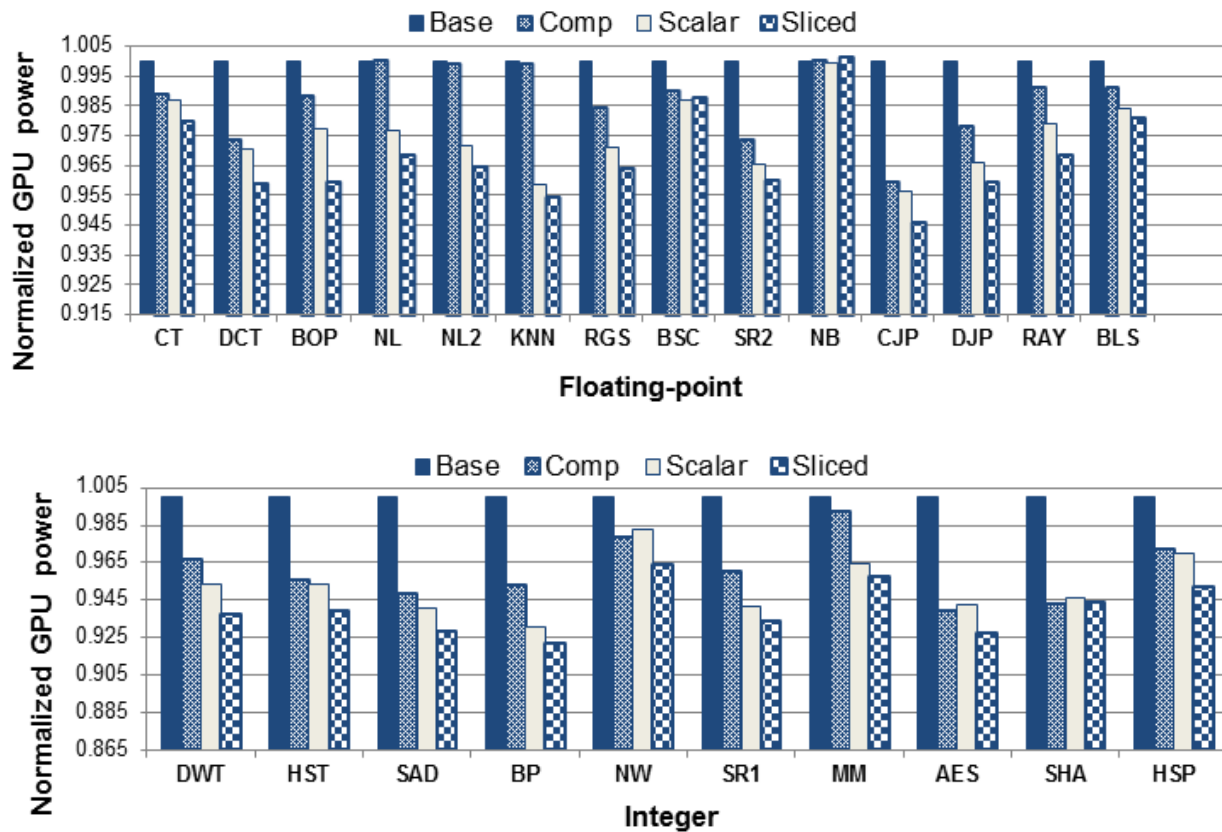 Base Comp Scalar Sliced
Normalized GPU power
1.005
0.995
0.985
0.975
0.965
0.955
0.945
0.935
0.925
0.915
CT DCT BOP NL NL2 KNN RGS BSC SR2 NB CJP DJP RAY BLS
Floating-point
Base Comp Scalar Sliced
Normalized GPU power
1.005
0.985
0.965
0.945
0.925
0.905
0.885
0.865
DWT HST SAD BP NW SR1 MM AES SHA HSP
Integer